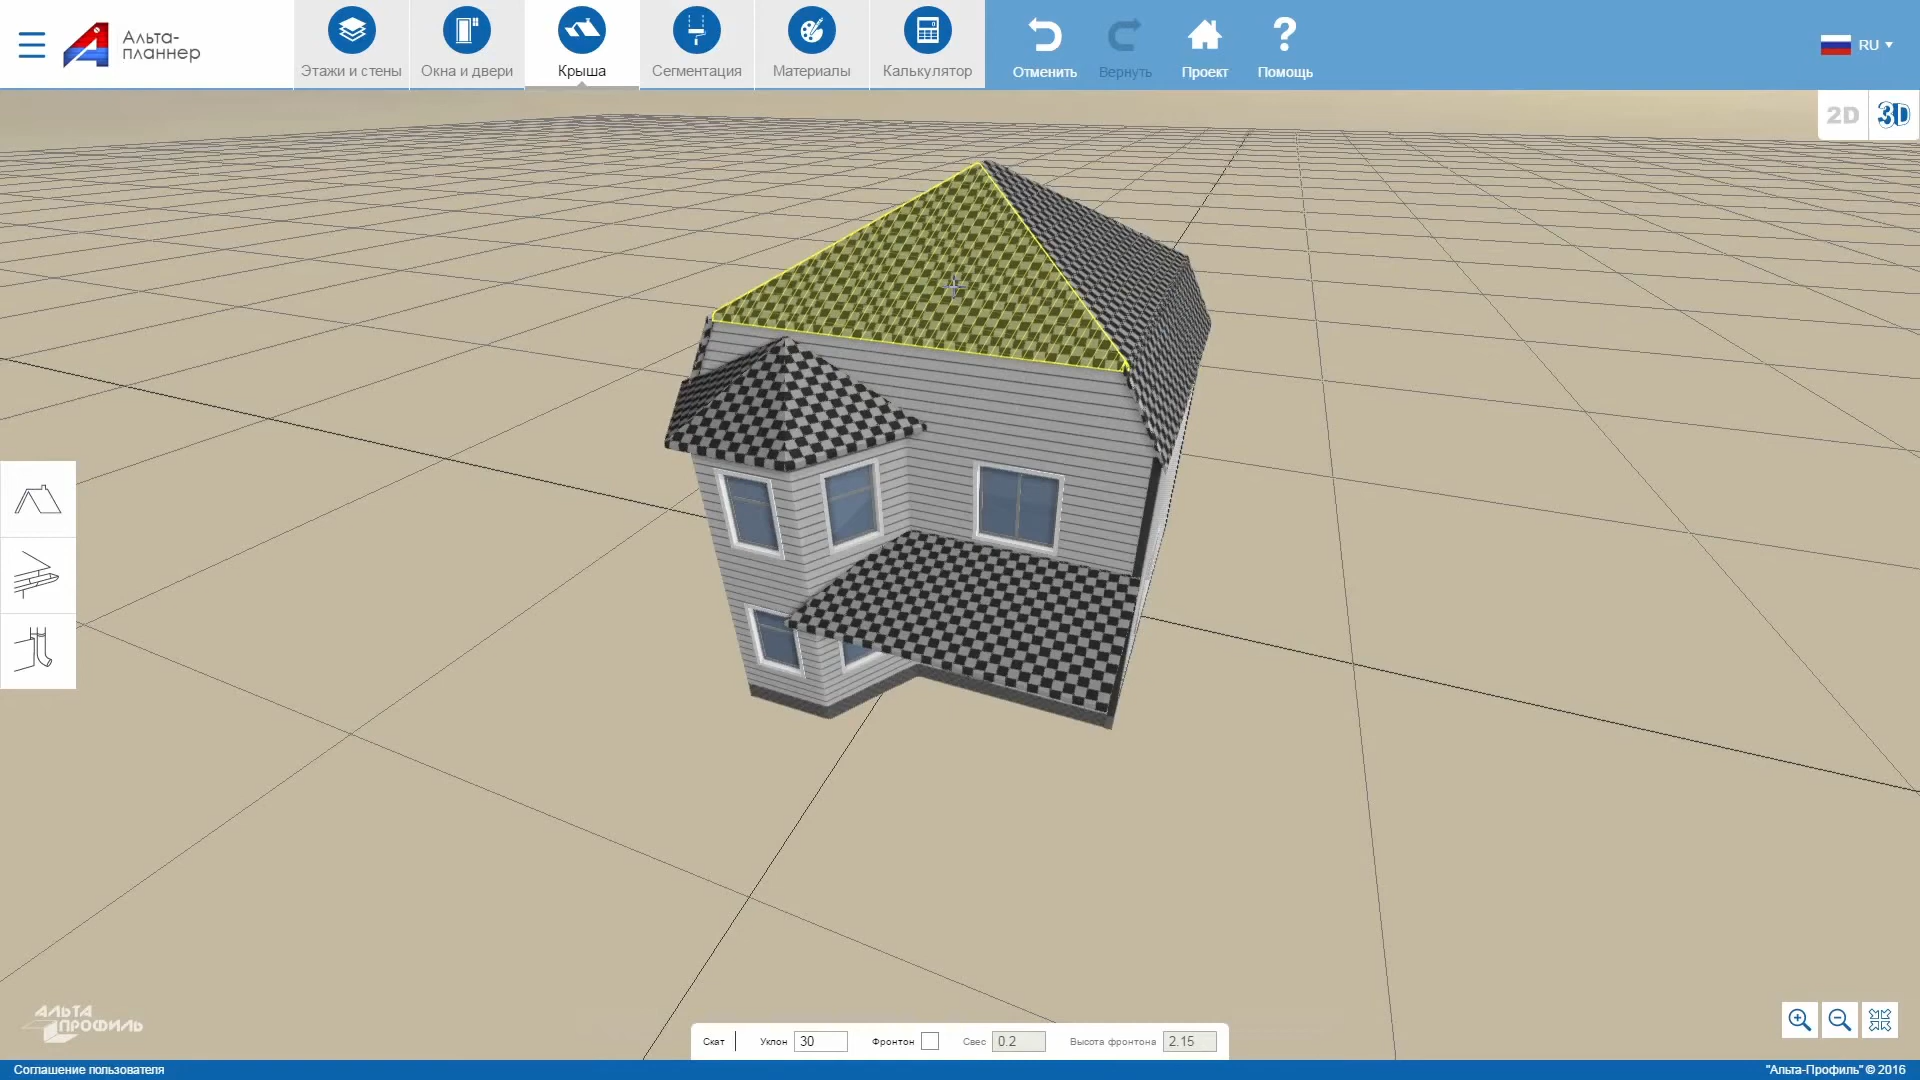 Альта-
планнер
Этажи и стены
Окна и двери
Крыша
Сегментация
Материалы
Калькулятор
Отменить
Вернуть
Проект
Помощь
RU
2D
3D
АЛЬТА
ПРОФИЛЬ
Скат
Уклон 30
Фронтон
Свес 0.2
Высота фронтона 2.15
Соглашение пользователя
"Альта-Профиль" © 2016